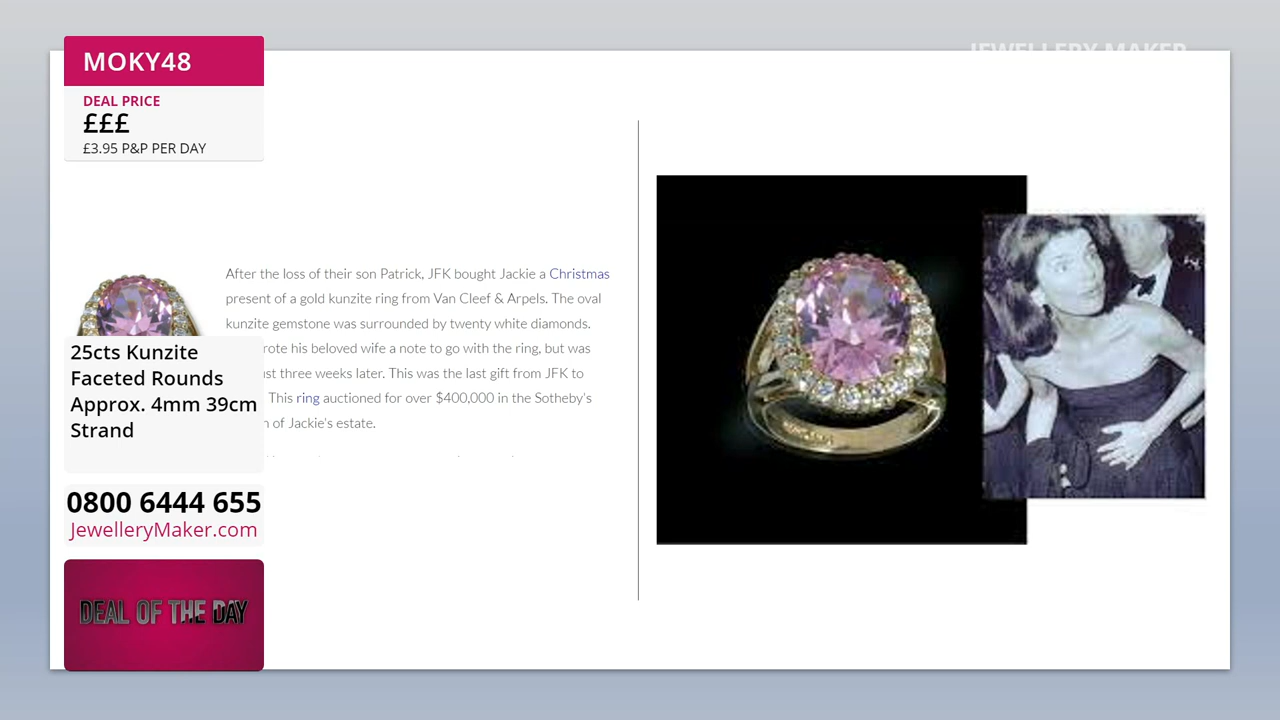 JEWELLERY MAKER
MOKY48
DEAL PRICE
£££
£3.95 P&P PER DAY
After the loss of their son Patrick, JFK bought Jackie a Christmas
present of a gold kunzite ring from Van Cleef & Arpels. The oval
kunzite gemstone was surrounded by twenty white diamonds.
rote his beloved wife a note to go with the ring, but was
st three weeks later. This was the last gift from JFK to
This ring auctioned for over $400,000 in the Sotheby's
of Jackie's estate.
25cts Kunzite
Faceted Rounds
Approx. 4mm 39cm
Strand
0800 6444 655
JewelleryMaker.com
DEAL OF THE DAY